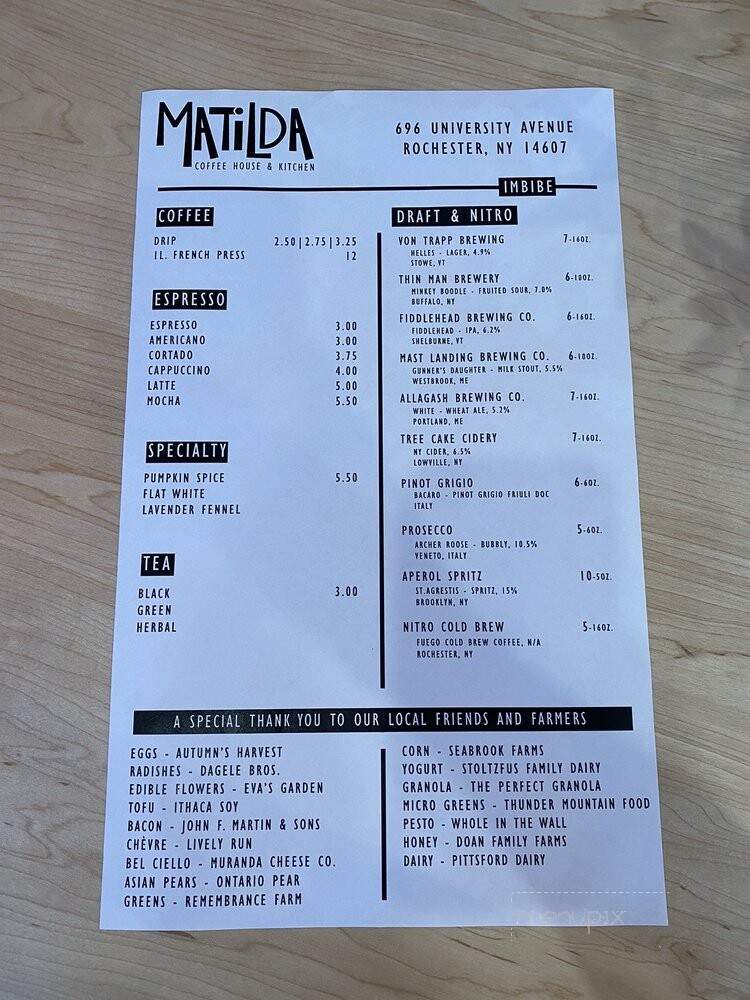 MATILDA
COFFEE HOUSE & KITCHEN
696 UNIVERSITY AVENUE
ROCHESTER, NY 14607
IMBIBE
COFFEE
DRIP 2.50|2.75|3.25
1L. FRENCH PRESS 12
ESPRESSO
ESPRESSO 3.00
AMERICANO 3.00
CORTADO 3.75
CAPPUCCINO 4.00
LATTE 5.00
MOCHA 5.50
SPECIALTY
PUMPKIN SPICE 5.50
FLAT WHITE
LAVENDER FENNEL
TEA
BLACK 3.00
GREEN
HERBAL
DRAFT & NITRO
VON TRAPP BREWING 7-16OZ.
HELLES - LAGER, 4.9%
STOWE, VT
THIN MAN BREWERY 6-10OZ.
MINKEY BOODLE - FRUITED SOUR, 7.0%
BUFFALO, NY
FIDDLEHEAD BREWING CO. 6-16OZ.
FIDDLEHEAD - IPA, 6.2%
SHELBURNE, VT
MAST LANDING BREWING CO. 6-10OZ.
GUNNER'S DAUGHTER - MILK STOUT, 5.5%
WESTBROOK, ME
ALLAGASH BREWING CO. 7-16OZ.
WHITE - WHEAT ALE, 5.2%
PORTLAND, ME
TREE CAKE CIDERY 7-16OZ.
NY CIDER, 6.5%
LOWVILLE, NY
PINOT GRIGIO 6-6OZ.
BACARO - PINOT GRIGIO FRIULI DOC
ITALY
PROSECCO 5-6OZ.
ARCHER ROOSE - BUBBLY, 10.5%
VENETO, ITALY
APEROL SPRITZ 10-5OZ.
ST.AGRESTIS - SPRITZ, 15%
BROOKLYN, NY
NITRO COLD BREW 5-16OZ.
FUEGO COLD BREW COFFEE, N/A
ROCHESTER, NY
A SPECIAL THANK YOU TO OUR LOCAL FRIENDS AND FARMERS
EGGS - AUTUMN'S HARVEST
RADISHES - DAGELE BROS.
EDIBLE FLOWERS - EVA'S GARDEN
TOFU - ITHACA SOY
BACON - JOHN F. MARTIN & SONS
CHÈVRE - LIVELY RUN
BEL CIELLO - MURANDA CHEESE CO.
ASIAN PEARS - ONTARIO PEAR
GREENS - REMEMBRANCE FARM
CORN - SEABROOK FARMS
YOGURT - STOLTZFUS FAMILY DAIRY
GRANOLA - THE PERFECT GRANOLA
MICRO GREENS - THUNDER MOUNTAIN FOOD
PESTO - WHOLE IN THE WALL
HONEY - DOAN FAMILY FARMS
DAIRY - PITTSFORD DAIRY